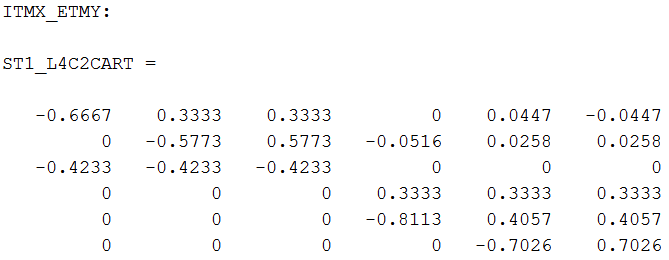 ITMX_ETMY:
ST1_L4C2CART =
-0.6667 0.3333 0.3333 0 0.0447 -0.0447
0 -0.5773 0.5773 -0.0516 0.0258 0.0258
-0.4233 -0.4233 -0.4233 0 0 0
0 0 0 0.3333 0.3333 0.3333
0 0 0 -0.8113 0.4057 0.4057
0 0 0 0 -0.7026 0.7026